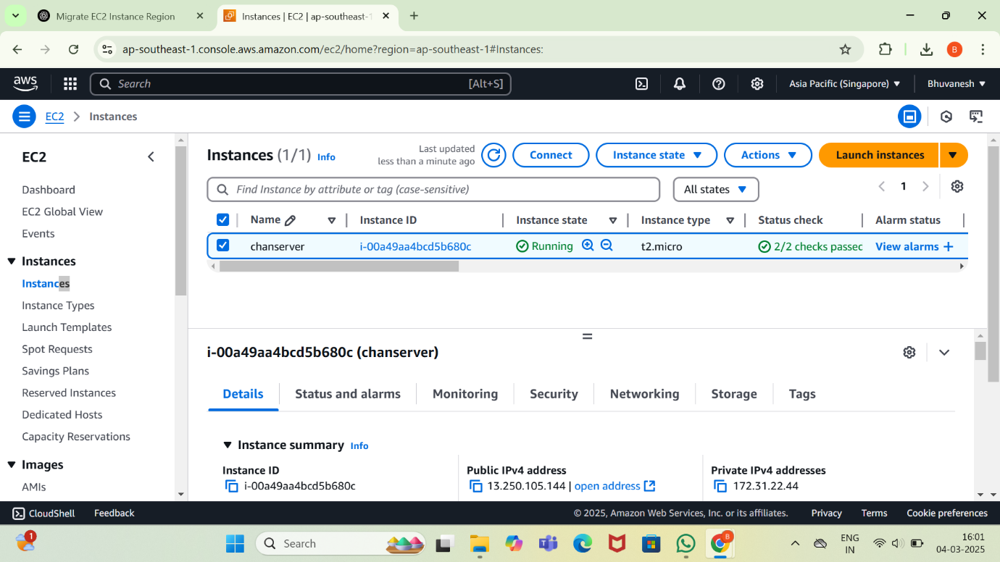 Migrate EC2 Instance Region
Instances | EC2 | ap-southeast-1
ap-southeast-1.console.aws.amazon.com/ec2/home?region=ap-southeast-1#Instances:
B
aws
Search
[Alt+S]
Asia Pacific (Singapore)
Bhuvanesh
EC2
Instances
EC2
Dashboard
EC2 Global View
Events
Instances
Instances
Instance Types
Launch Templates
Spot Requests
Savings Plans
Reserved Instances
Dedicated Hosts
Capacity Reservations
Images
AMIs
Instances (1/1) Info
Last updated
less than a minute ago
Connect
Instance state
Actions
Launch instances
Find Instance by attribute or tag (case-sensitive)
All states
1
Name Instance ID Instance state Instance type Status check Alarm status
chanserver i-00a49aa4bcd5b680c Running t2.micro 2/2 checks passec View alarms +
i-00a49aa4bcd5b680c (chanserver)
Details Status and alarms Monitoring Security Networking Storage Tags
Instance summary Info
Instance ID
i-00a49aa4bcd5b680c
Public IPv4 address
13.250.105.144 | open address
Private IPv4 addresses
172.31.22.44
CloudShell Feedback © 2025, Amazon Web Services, Inc. or its affiliates. Privacy Terms Cookie preferences
1
Search
B
ENG
IN
16:01
04-03-2025